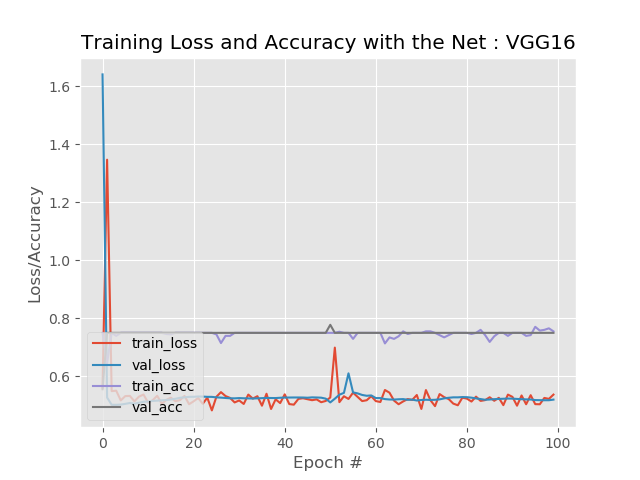 Training Loss and Accuracy with the Net : VGG16
1.6
1.4
1.2
1.0
0.8
0.6
Loss/Accuracy
train_loss
val_loss
train_acc
val_acc
0 20 40 60 80 100
Epoch #